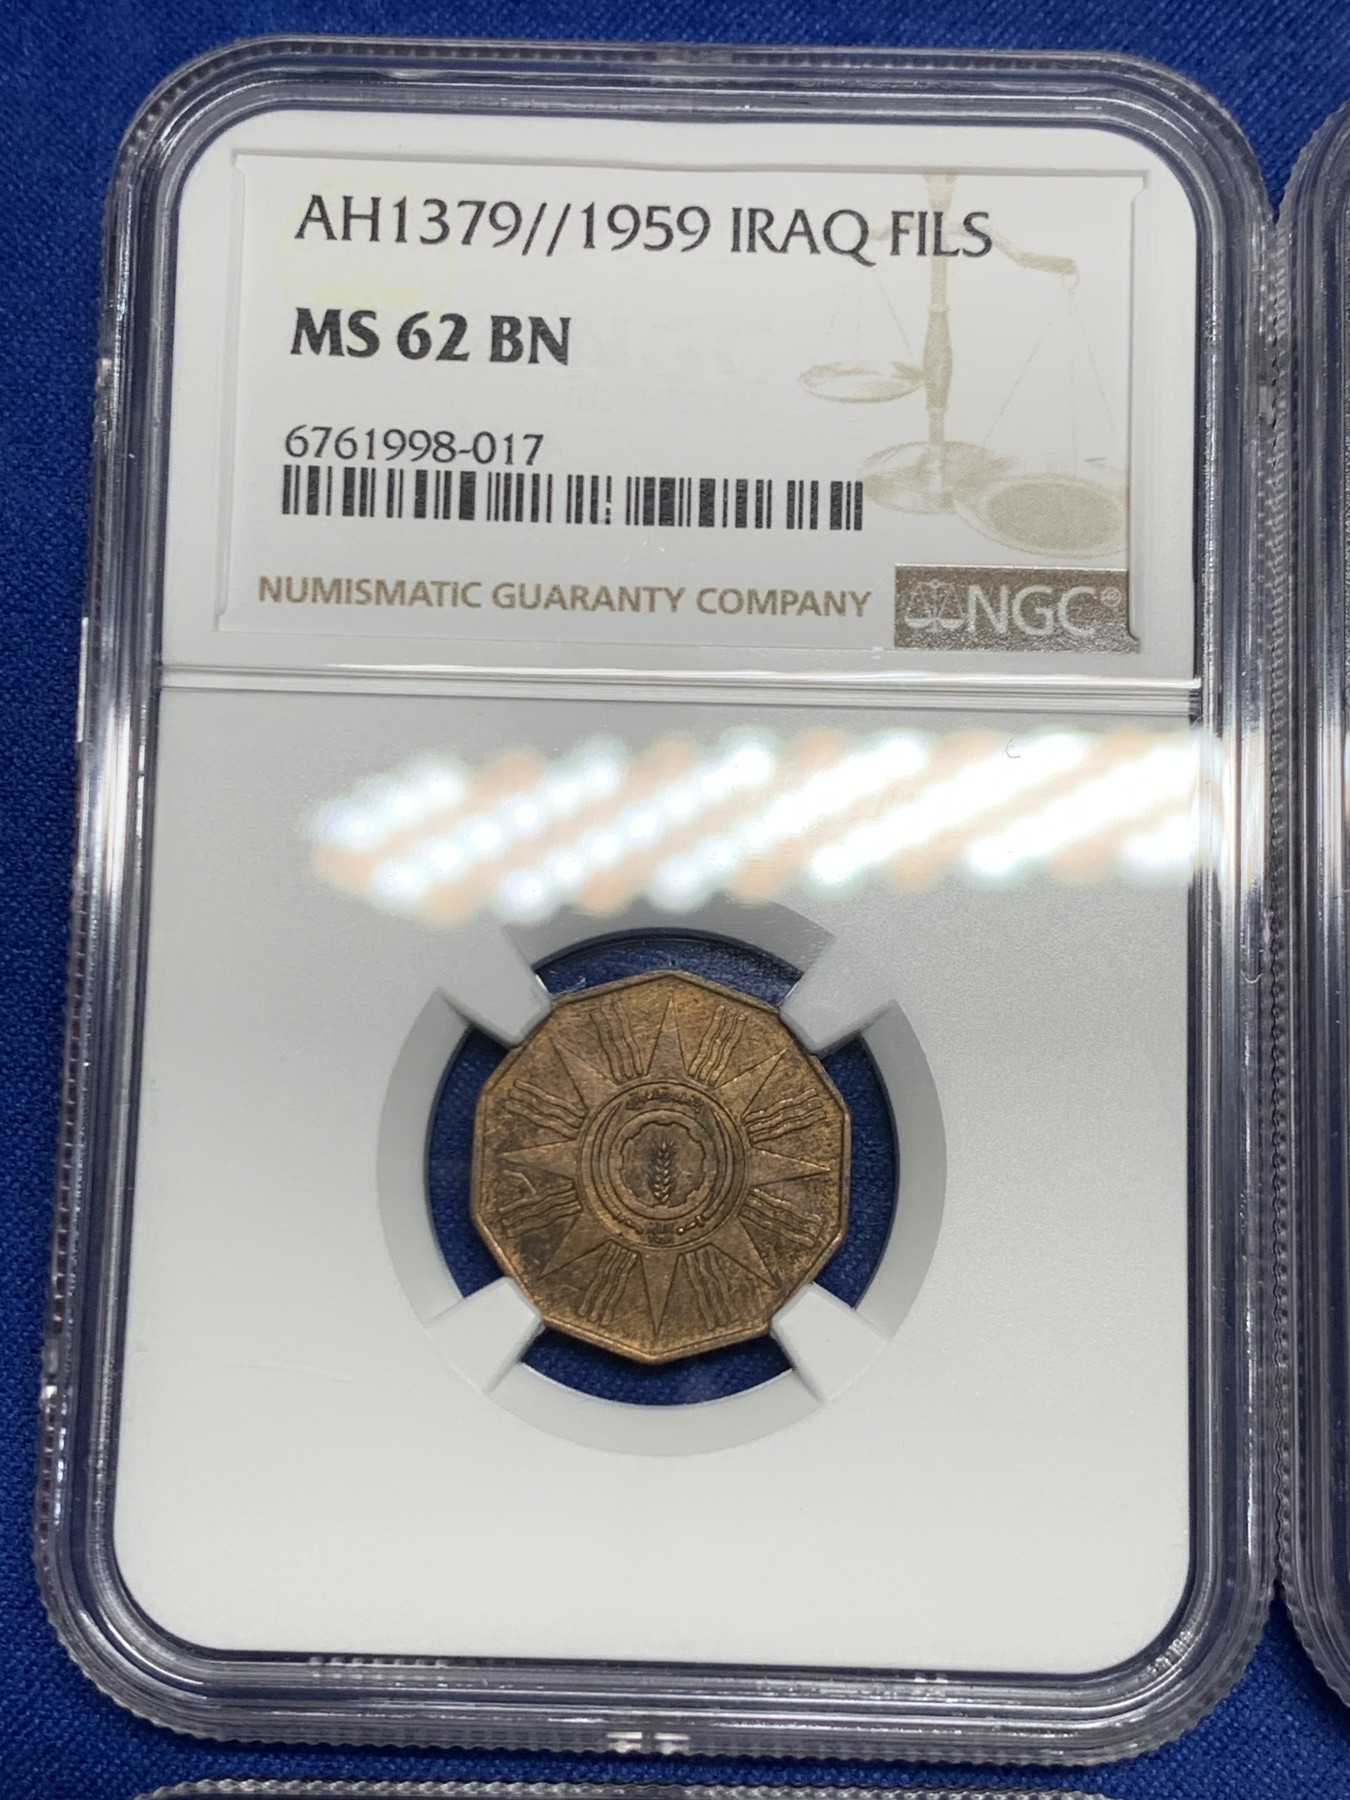 AH1379//1959 IRAQ FILS
MS 62 BN
6761998-017
NUMISMATIC GUARANTY COMPANY
NGC®